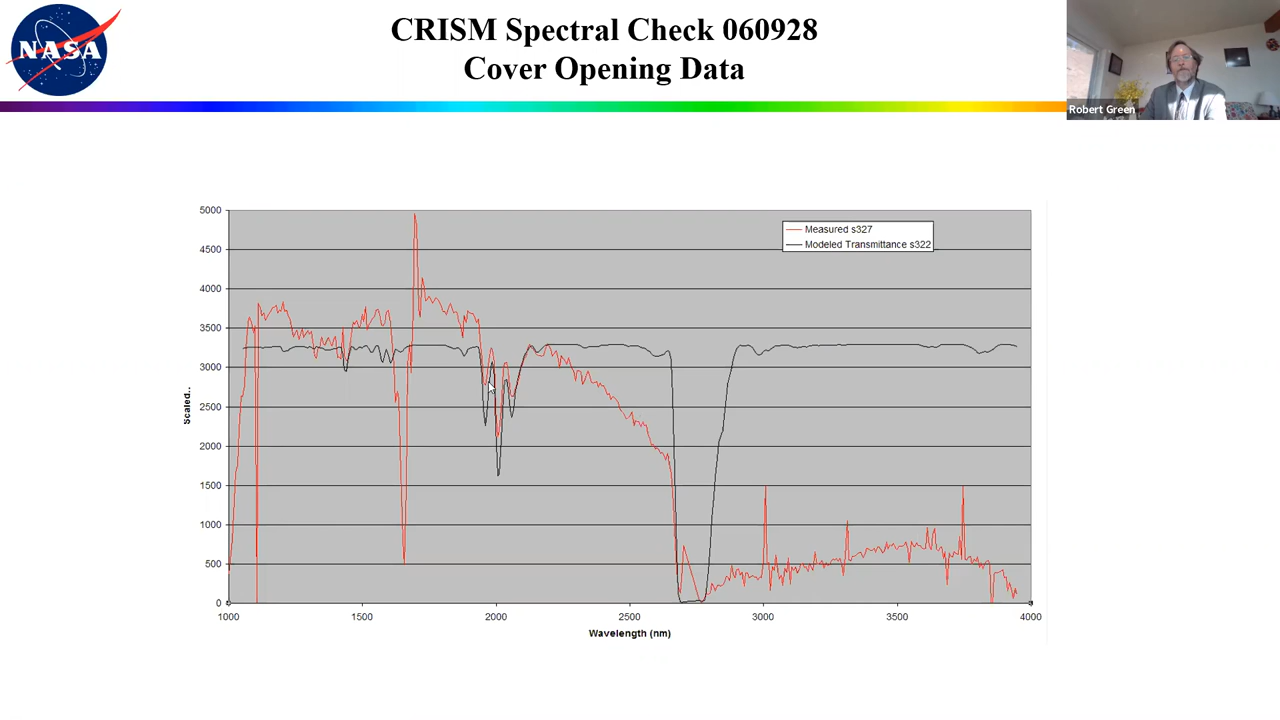 NASA
CRISM Spectral Check 060928
Cover Opening Data
Robert Green
5000
4500
4000
3500
3000
2500
2000
1500
1000
500
0
Scaled..
Measured s327
Modeled Transmittance s322
1000 1500 2000 2500 3000 3500 4000
Wavelength (nm)